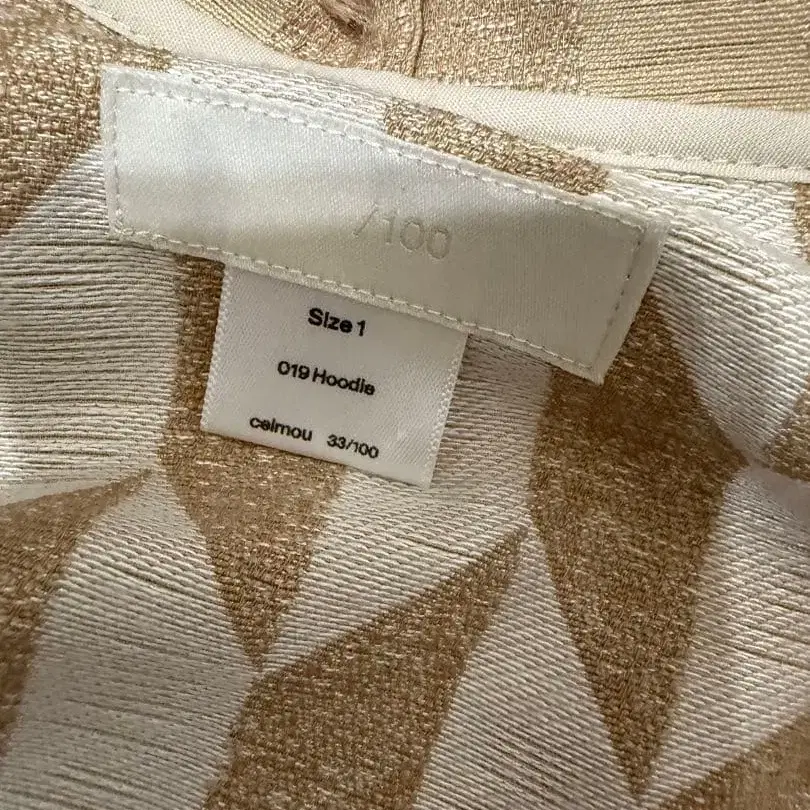 /100
Size 1
019 Hoodie
celmou 33/100